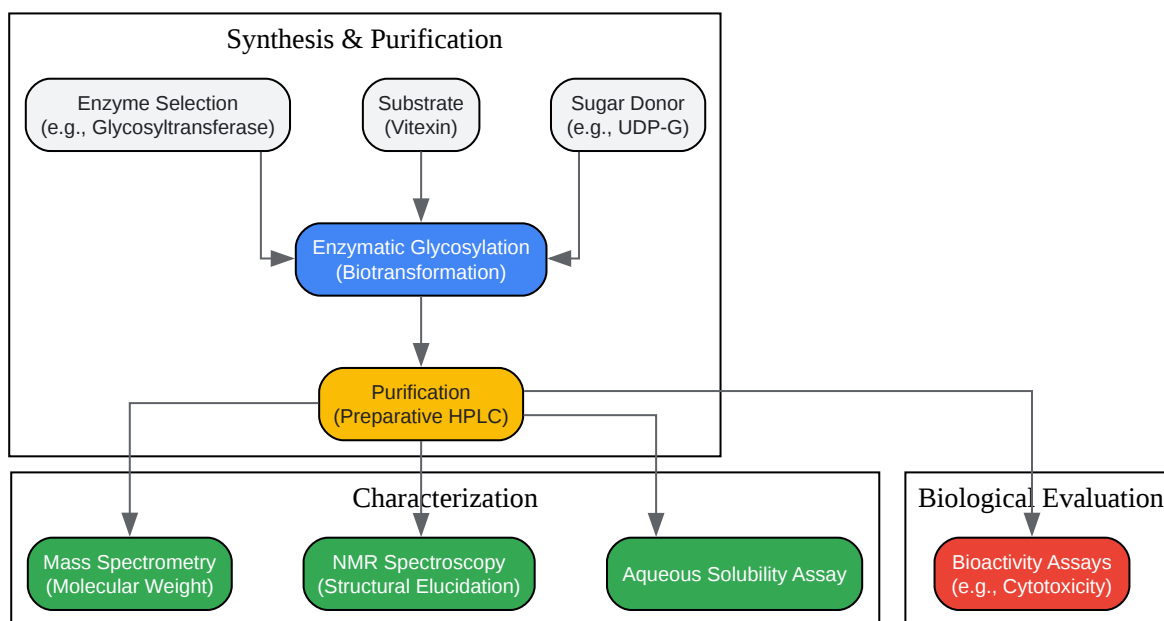 Synthesis & Purification
Enzyme Selection
(e.g., Glycosyltransferase)
Substrate
(Vitexin)
Sugar Donor
(e.g., UDP-G)
Enzymatic Glycosylation
(Biotransformation)
Purification
(Preparative HPLC)
Characterization
Mass Spectrometry
(Molecular Weight)
NMR Spectroscopy
(Structural Elucidation)
Aqueous Solubility Assay
Biological Evaluation
Bioactivity Assays
(e.g., Cytotoxicity)